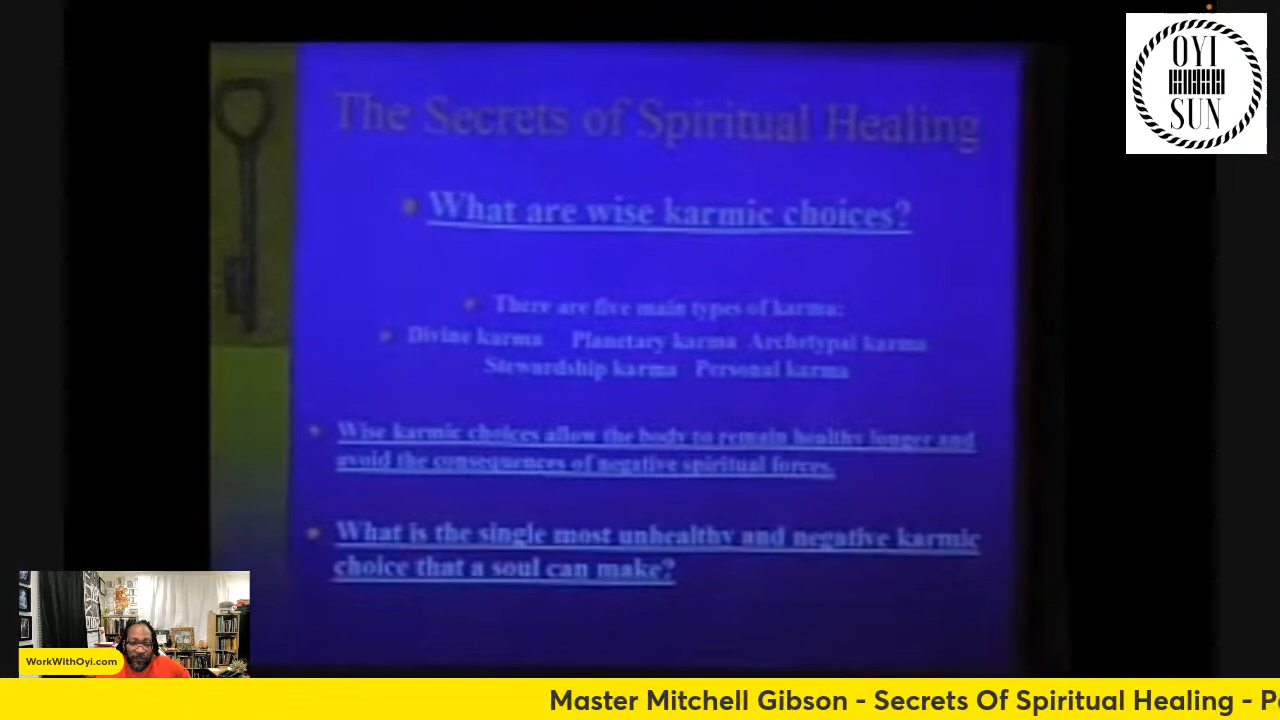 OYI
SUN
The Secrets of Spiritual Healing
What are wise karmic choices?
There are five main types of karma:
Divine karma Planetary karma Archetypal karma
Stewardship karma Personal karma
Wise karmic choices allow the body to remain healthy longer and
avoid the consequences of negative spiritual forces.
What is the single most unhealthy and negative karmic
choice that a soul can make?
WorkWithOyi.com
Master Mitchell Gibson - Secrets Of Spiritual Healing -